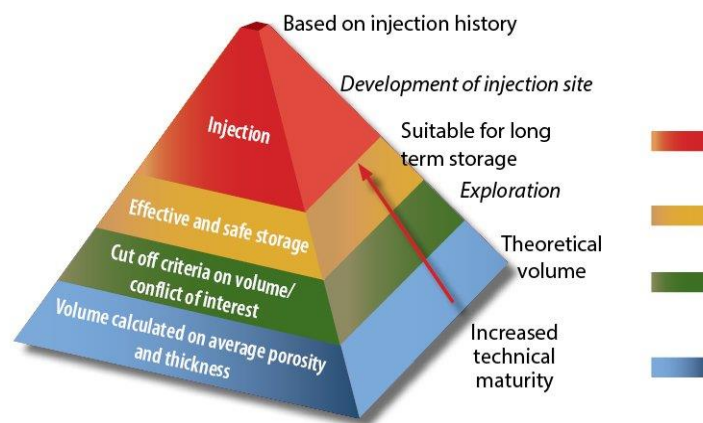 Based on injection history
Development of injection site
Injection
Suitable for long
term storage
Exploration
Effective and safe storage
Theoretical
volume
Cut off criteria on volume/
conflict of interest
Volume calculated on average porosity
and thickness
Increased
technical
maturity